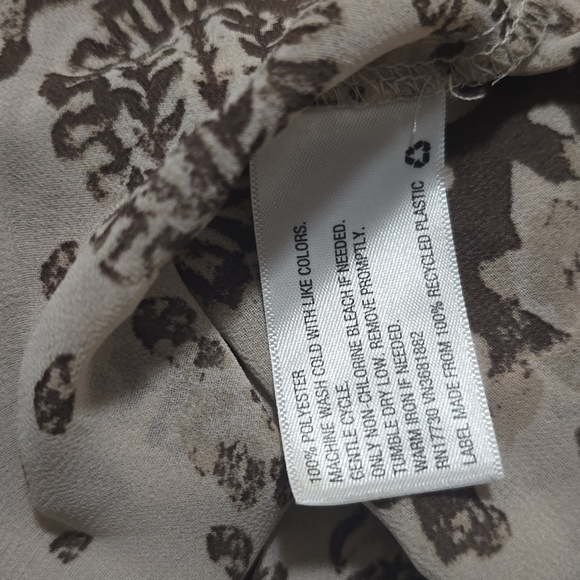 100% POLYESTER
MACHINE WASH COLD WITH LIKE COLORS.
GENTLE CYCLE.
ONLY NON-CHLORINE BLEACH IF NEEDED.
TUMBLE DRY LOW. REMOVE PROMPTLY.
WARM IRON IF NEEDED.
RN17730 VN3681882
LABEL MADE FROM 100% RECYCLED PLASTIC